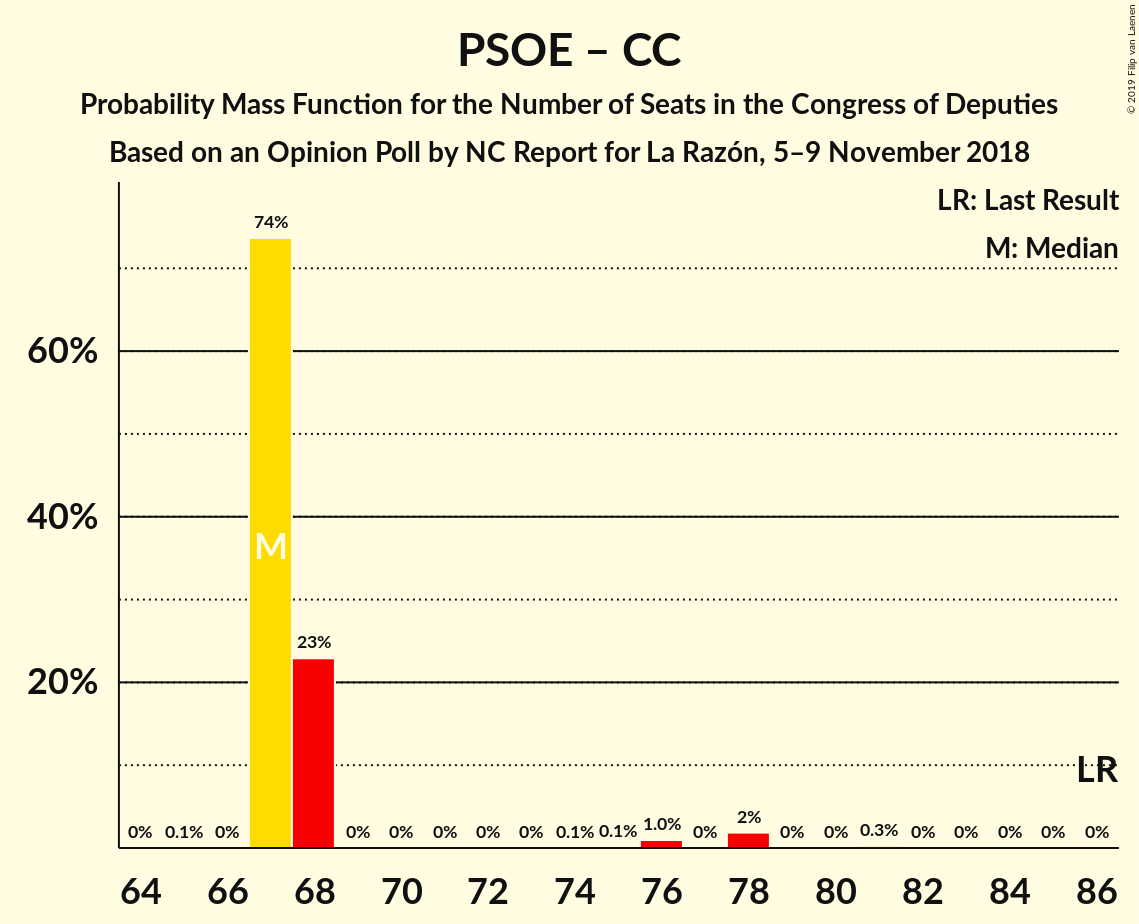 PSOE – CC
Probability Mass Function for the Number of Seats in the Congress of Deputies
Based on an Opinion Poll by NC Report for La Razón, 5–9 November 2018
© 2019 Filip van Laenen
LR: Last Result
M: Median
74%
60%
40%
M
23%
20%
LR
0% 0.1% 0% 0% 0% 0% 0% 0% 0.1% 0.1% 1.0% 0% 2% 0% 0% 0.3% 0% 0% 0% 0% 0%
64 66 68 70 72 74 76 78 80 82 84 86